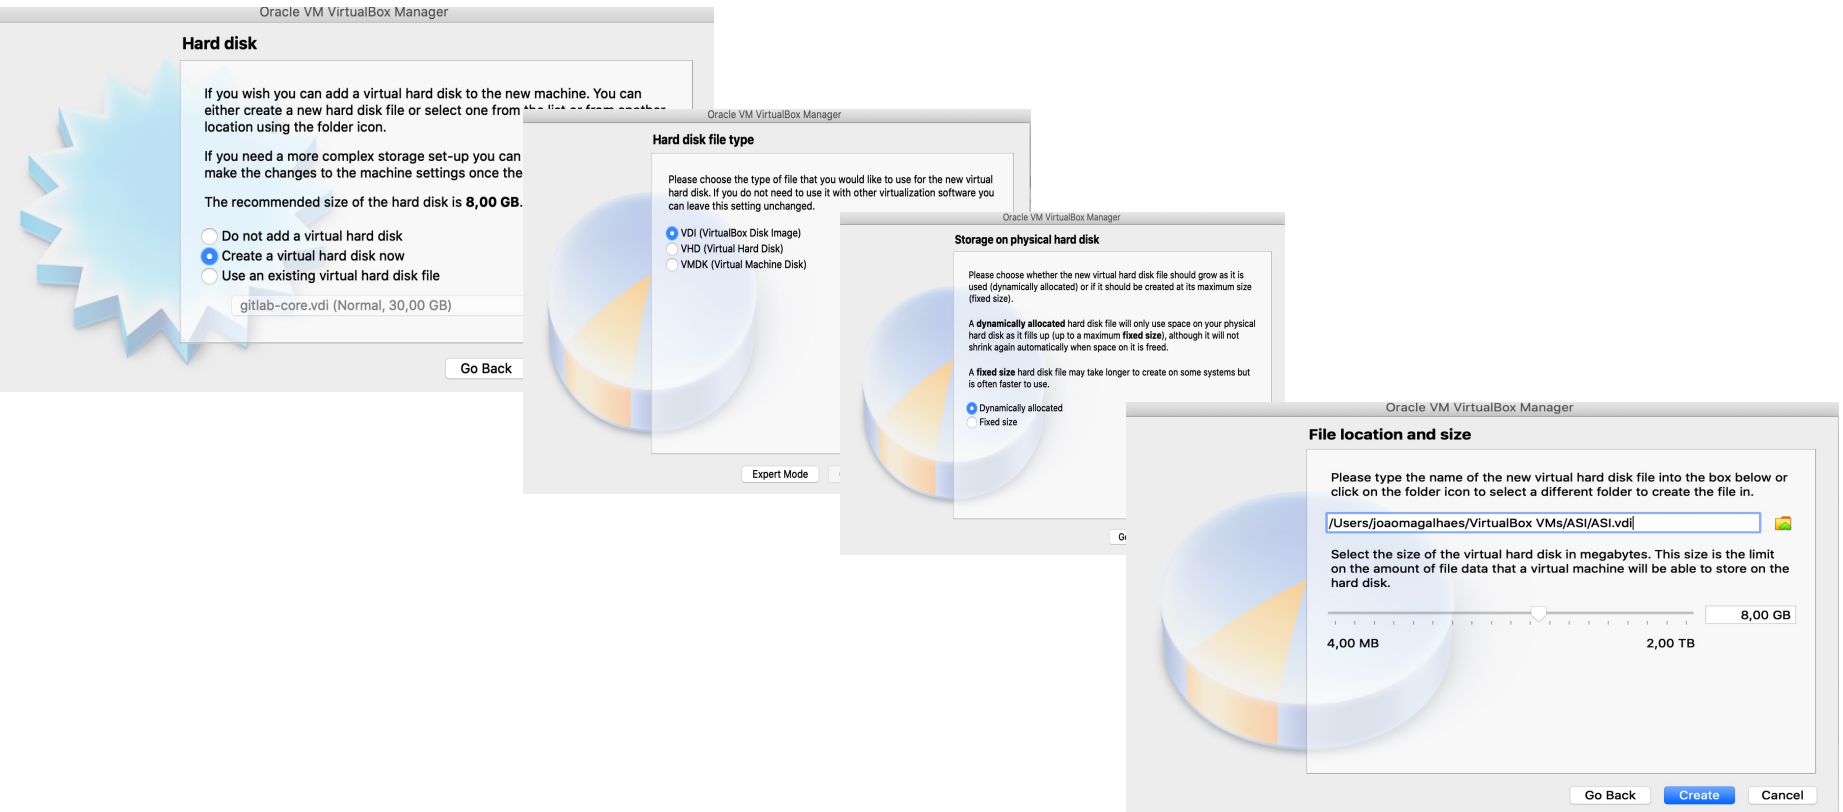 Oracle VM VirtualBox Manager
Hard disk
If you wish you can add a virtual hard disk to the new machine. You can
either create a new hard disk file or select one from the list or from another
location using the folder icon.
If you need a more complex storage set-up you can
make the changes to the machine settings once the
The recommended size of the hard disk is 8,00 GB.
Do not add a virtual hard disk
Create a virtual hard disk now
Use an existing virtual hard disk file
gitlab-core.vdi (Normal, 30,00 GB)
Go Back
Oracle VM VirtualBox Manager
Hard disk file type
Please choose the type of file that you would like to use for the new virtual
hard disk. If you do not need to use it with other virtualization software you
can leave this setting unchanged.
VDI (VirtualBox Disk Image)
VHD (Virtual Hard Disk)
VMDK (Virtual Machine Disk)
Expert Mode
Oracle VM VirtualBox Manager
Storage on physical hard disk
Please choose whether the new virtual hard disk file should grow as it is
used (dynamically allocated) or if it should be created at its maximum size
(fixed size).
A dynamically allocated hard disk file will only use space on your physical
hard disk as it fills up (up to a maximum fixed size), although it will not
shrink again automatically when space on it is freed.
A fixed size hard disk file may take longer to create on some systems but
is often faster to use.
Dynamically allocated
Fixed size
Oracle VM VirtualBox Manager
File location and size
Please type the name of the new virtual hard disk file into the box below or
click on the folder icon to select a different folder to create the file in.
/Users/joaomagalhaes/VirtualBox VMs/ASI/ASI.vdi
Select the size of the virtual hard disk in megabytes. This size is the limit
on the amount of file data that a virtual machine will be able to store on the
hard disk.
8,00 GB
4,00 MB
2,00 TB
Go Back
Create
Cancel